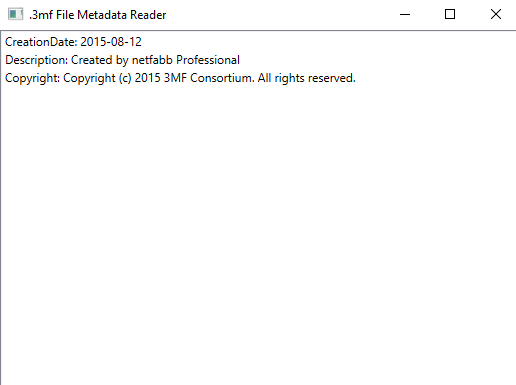 .3mf File Metadata Reader
CreationDate: 2015-08-12
Description: Created by netfabb Professional
Copyright: Copyright (c) 2015 3MF Consortium. All rights reserved.